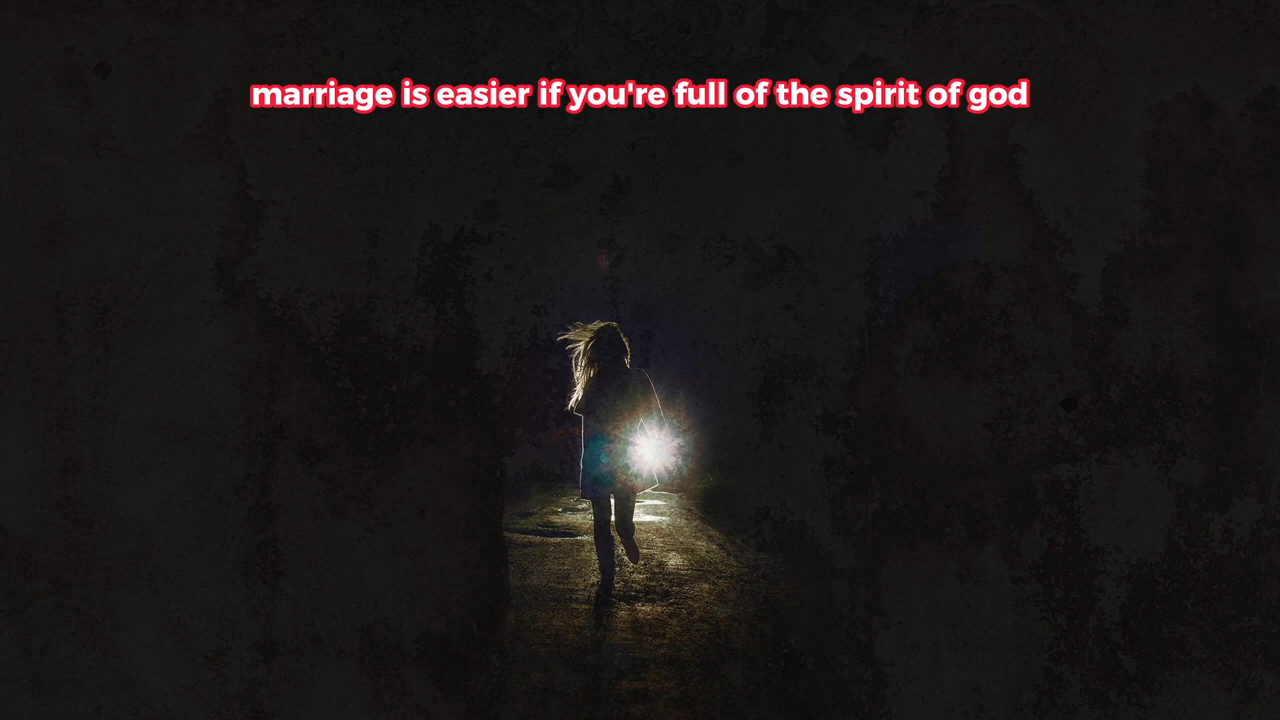 marriage is easier if you're full of the spirit of god